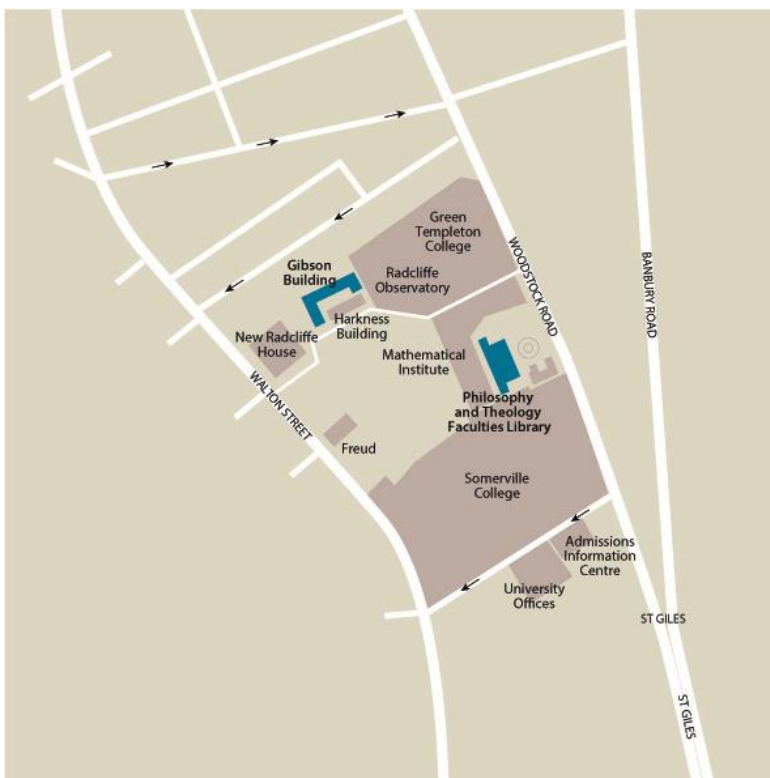 Green
Templeton
College
WOODSTOCK ROAD
BANBURY ROAD
Gibson
Building
Radcliffe
Observatory
Harkness
Building
New Radcliffe
House
Mathematical
Institute
WALTON STREET
Philosophy
and Theology
Faculties Library
Freud
Somerville
College
Admissions
Information
Centre
University
Offices
ST GILES
ST GILES